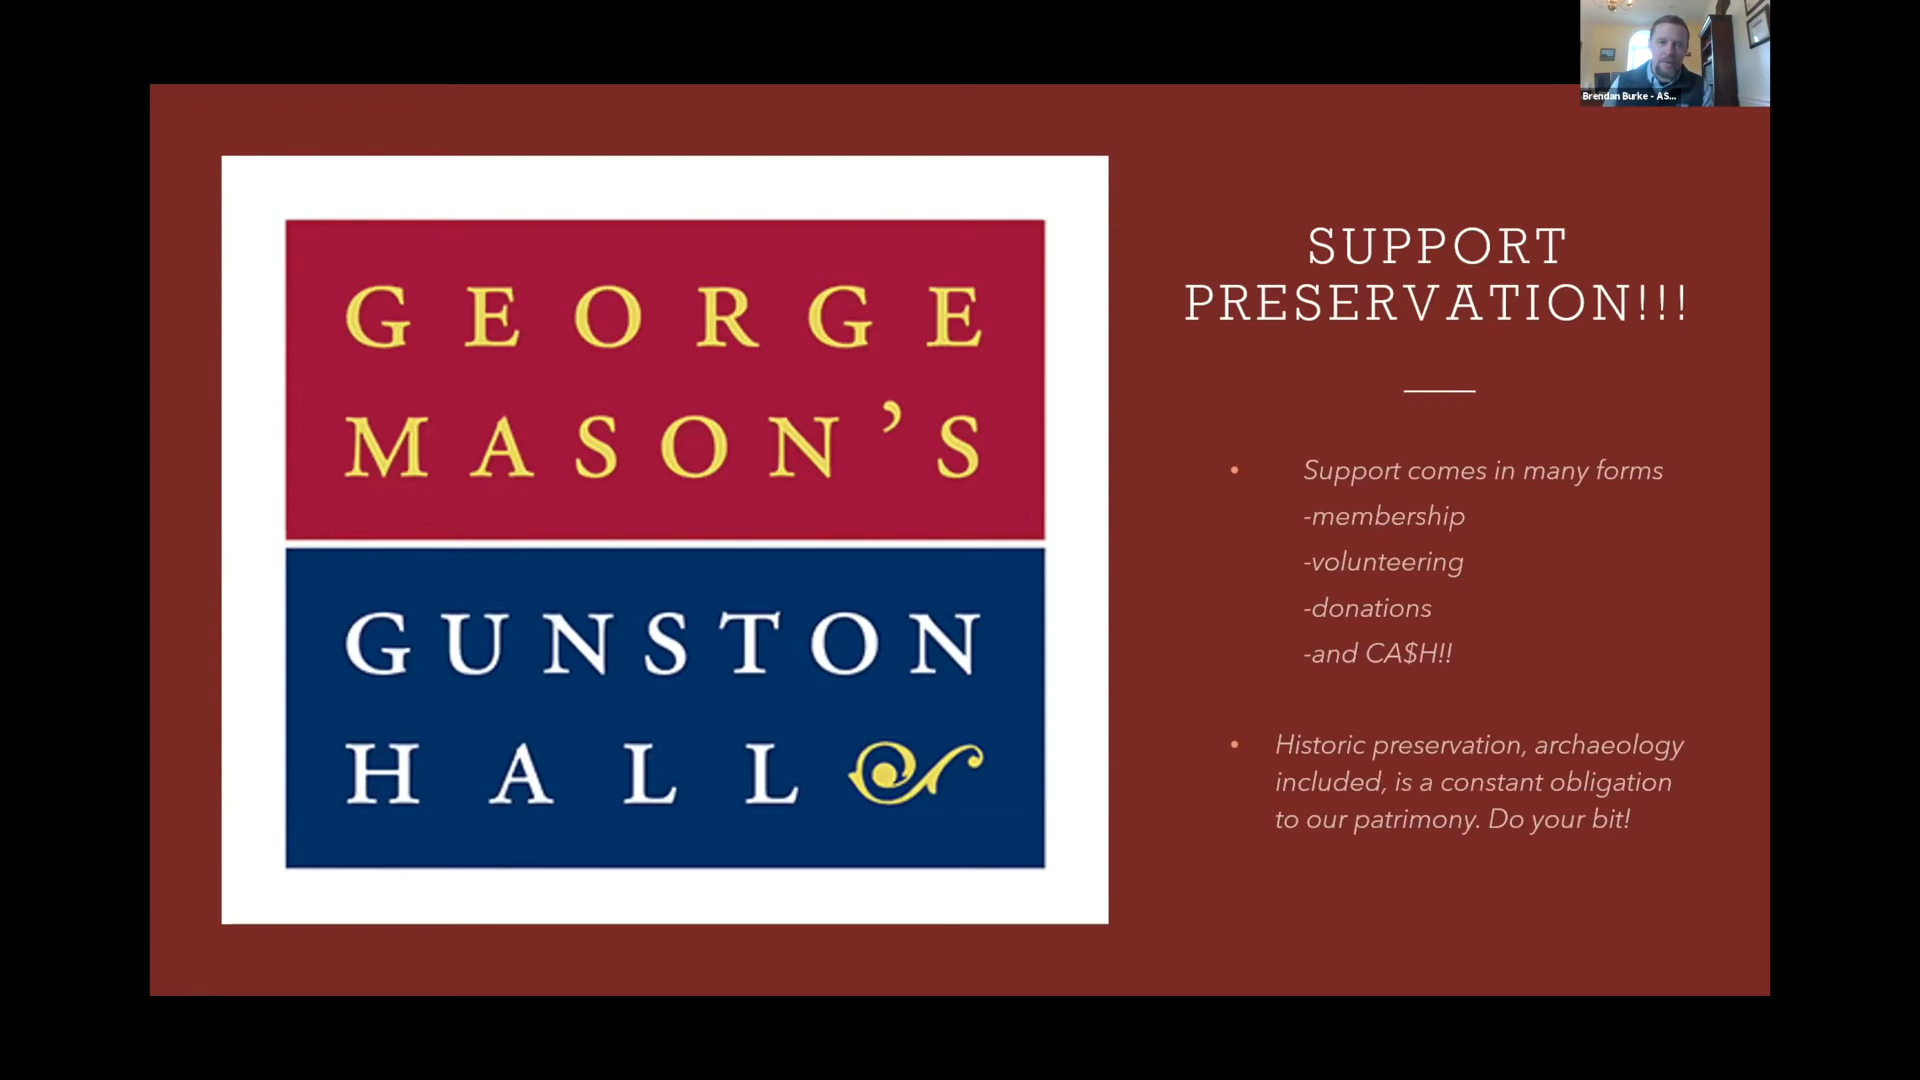 Brendan Burke - AS...
GEORGE
MASON’S
GUNSTON
HALL
SUPPORT
PRESERVATION!!!
• Support comes in many forms
-membership
-volunteering
-donations
-and CA$H!!
• Historic preservation, archaeology
included, is a constant obligation
to our patrimony. Do your bit!